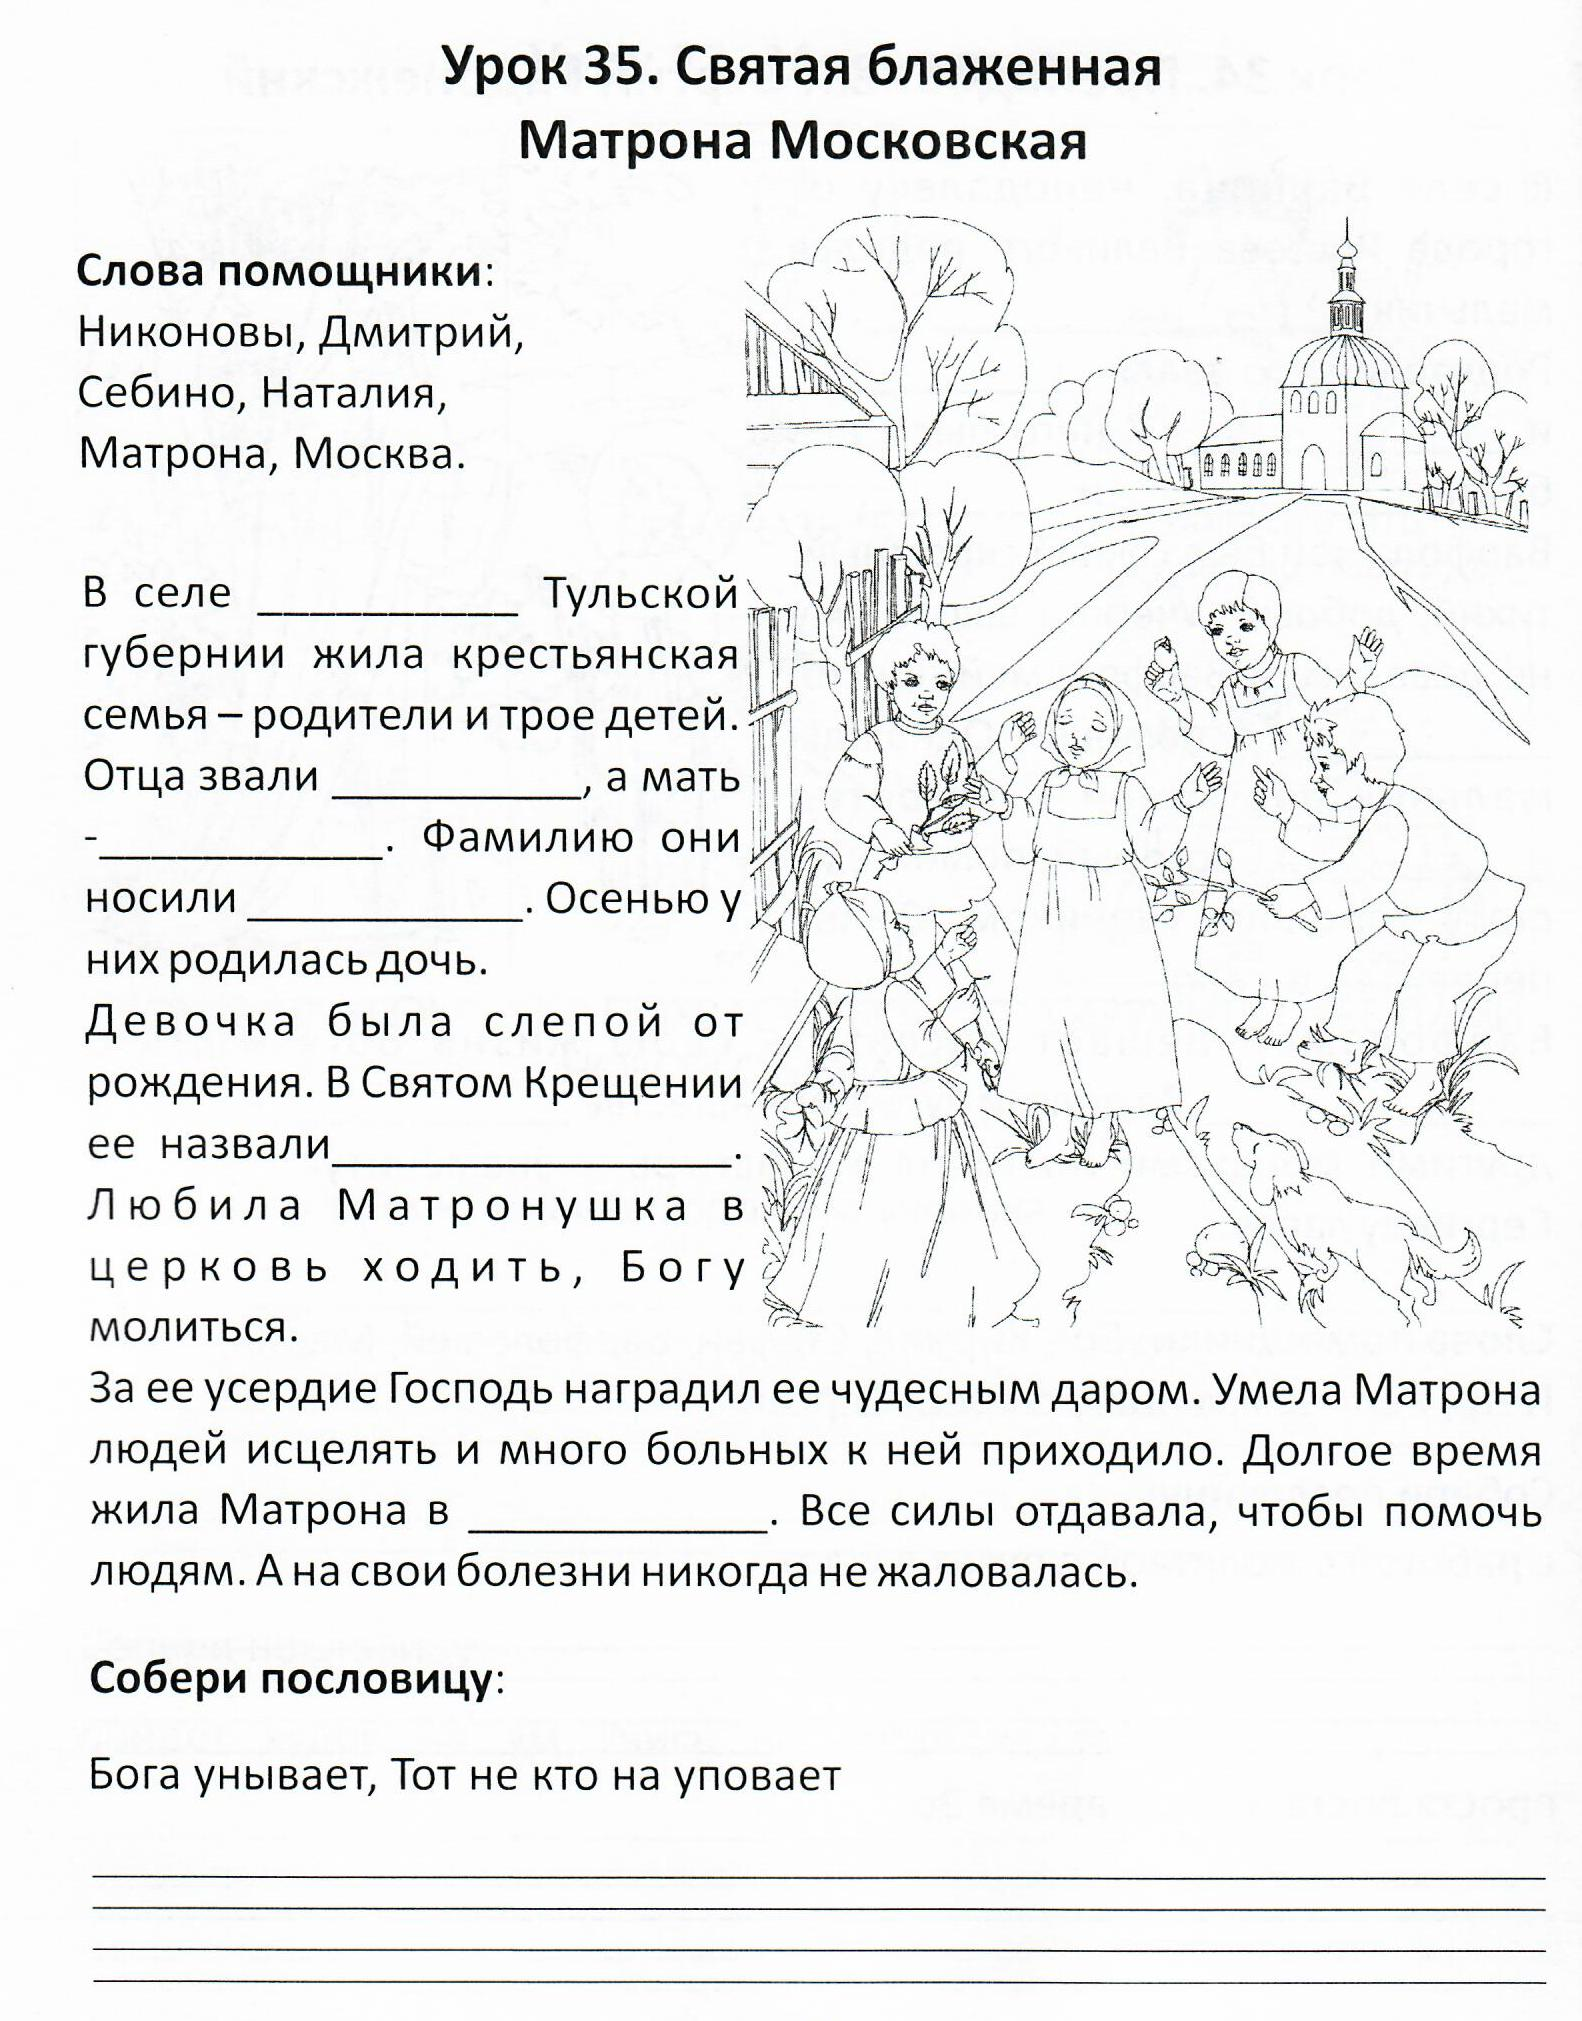 Урок 35. Святая блаженная
Матрона Московская
Слова помощники:
Никоновы, Дмитрий,
Себино, Наталия,
Матрона, Москва.
В селе __________ Тульской
губернии жила крестьянская
семья – родители и трое детей.
Отца звали __________, а мать
-___________. Фамилию они
носили ___________. Осенью у
них родилась дочь.
Девочка была слепой от
рождения. В Святом Крещении
ее назвали________________.
Любила Матронушка в
церковь ходить, Богу
молиться.
За ее усердие Господь наградил ее чудесным даром. Умела Матрона
людей исцелять и много больных к ней приходило. Долгое время
жила Матрона в ____________. Все силы отдавала, чтобы помочь
людям. А на свои болезни никогда не жаловалась.
Собери пословицу:
Бога унывает, Тот не кто на уповает